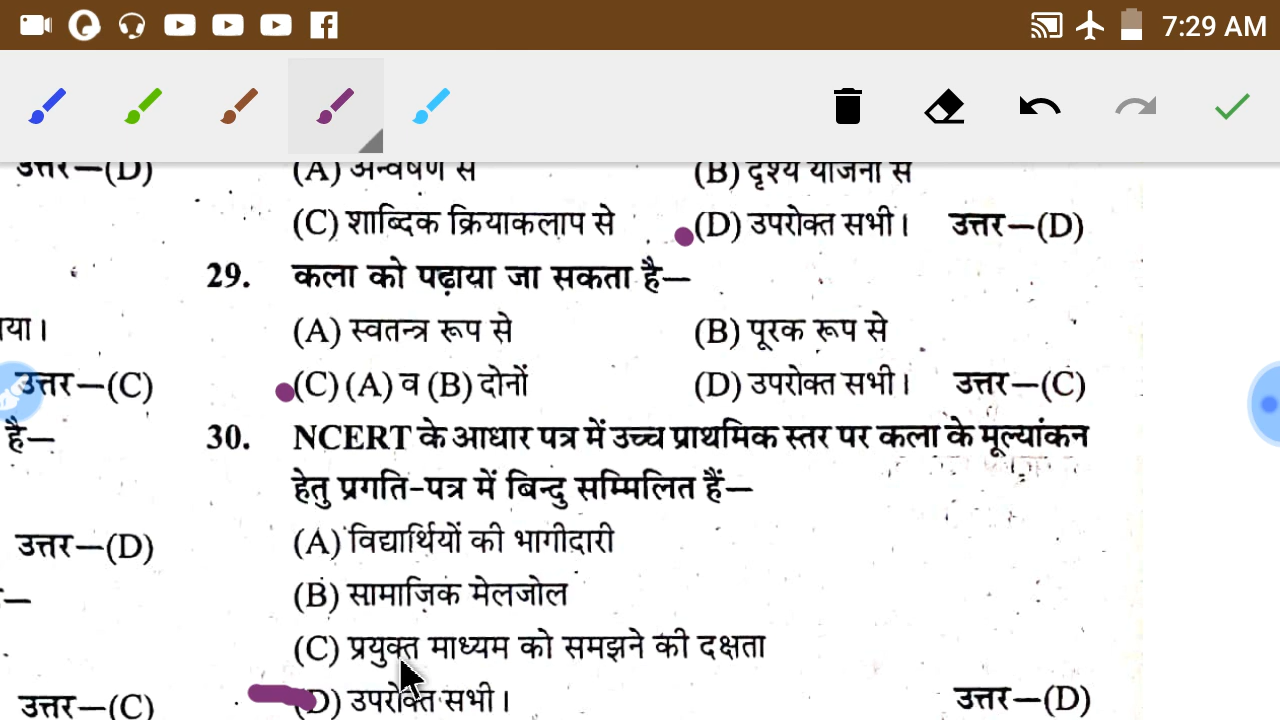 7:29 AM
उत्तर—(D)
(A) अन्वेषण से (B) दृश्य योजना से
(C) शाब्दिक क्रियाकलाप से (D) उपरोक्त सभी। उत्तर—(D)
29. कला को पढ़ाया जा सकता है—
(A) स्वतन्त्र रूप से (B) पूरक रूप से
(C) (A) व (B) दोनों (D) उपरोक्त सभी। उत्तर—(C)
30. NCERT के आधार पत्र में उच्च प्राथमिक स्तर पर कला के मूल्यांकन
हेतु प्रगति-पत्र में बिन्दु सम्मिलित हैं—
(A) विद्यार्थियों की भागीदारी
(B) सामाजिक मेलजोल
(C) प्रयुक्त माध्यम को समझने की दक्षता
(D) उपरोक्त सभी। उत्तर—(D)
उत्तर—(C)
है—
उत्तर—(D)
उत्तर—(C)